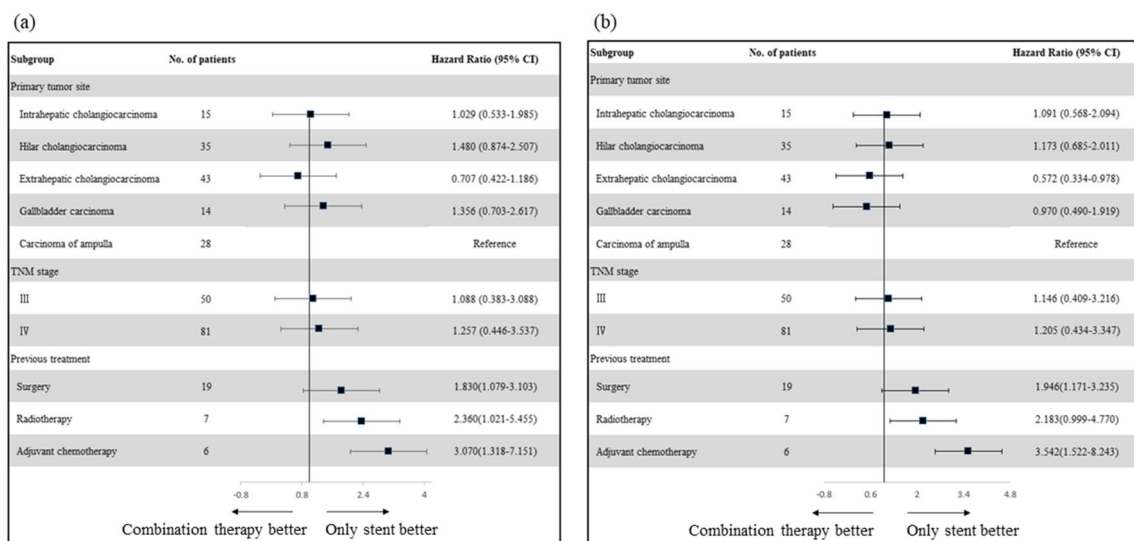 (a)
Subgroup No. of patients Hazard Ratio (95% CI)
Primary tumor site
Intrahepatic cholangiocarcinoma 15 1.029 (0.533-1.985)
Hilar cholangiocarcinoma 35 1.480 (0.874-2.507)
Extrahepatic cholangiocarcinoma 43 0.707 (0.422-1.186)
Gallbladder carcinoma 14 1.356 (0.703-2.617)
Carcinoma of ampulla 28 Reference
TNM stage
III 50 1.088 (0.383-3.088)
IV 81 1.257 (0.446-3.537)
Previous treatment
Surgery 19 1.830(1.079-3.103)
Radiotherapy 7 2.360(1.021-5.455)
Adjuvant chemotherapy 6 3.070(1.318-7.151)
-0.8 0.8 2.4 4
Combination therapy better Only stent better
(b)
Subgroup No. of patients Hazard Ratio (95% CI)
Primary tumor site
Intrahepatic cholangiocarcinoma 15 1.091 (0.568-2.094)
Hilar cholangiocarcinoma 35 1.173 (0.685-2.011)
Extrahepatic cholangiocarcinoma 43 0.572 (0.334-0.978)
Gallbladder carcinoma 14 0.970 (0.490-1.919)
Carcinoma of ampulla 28 Reference
TNM stage
III 50 1.146 (0.409-3.216)
IV 81 1.205 (0.434-3.347)
Previous treatment
Surgery 19 1.946(1.171-3.235)
Radiotherapy 7 2.183(0.999-4.770)
Adjuvant chemotherapy 6 3.542(1.522-8.243)
-0.8 0.6 2 3.4 4.8
Combination therapy better Only stent better